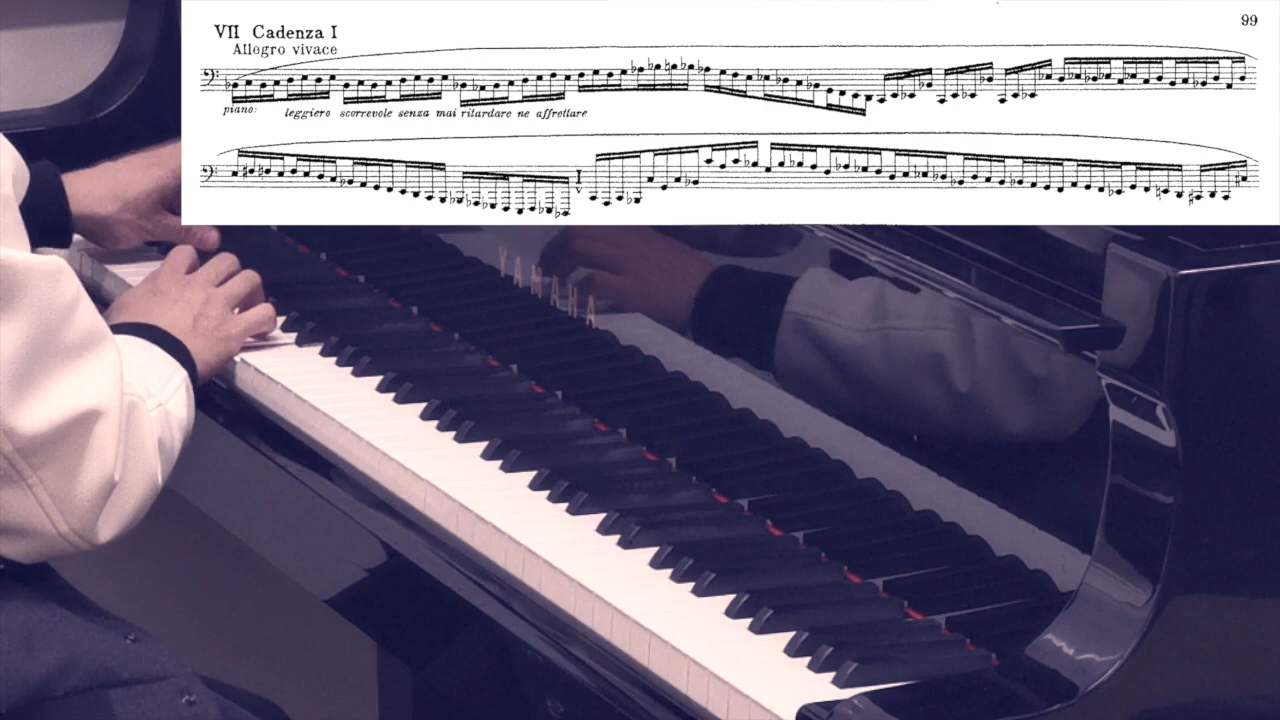 99
VII Cadenza I
Allegro vivace
piano: leggiero scorrevole senza mai ritardare ne affrettare
YAMAHA